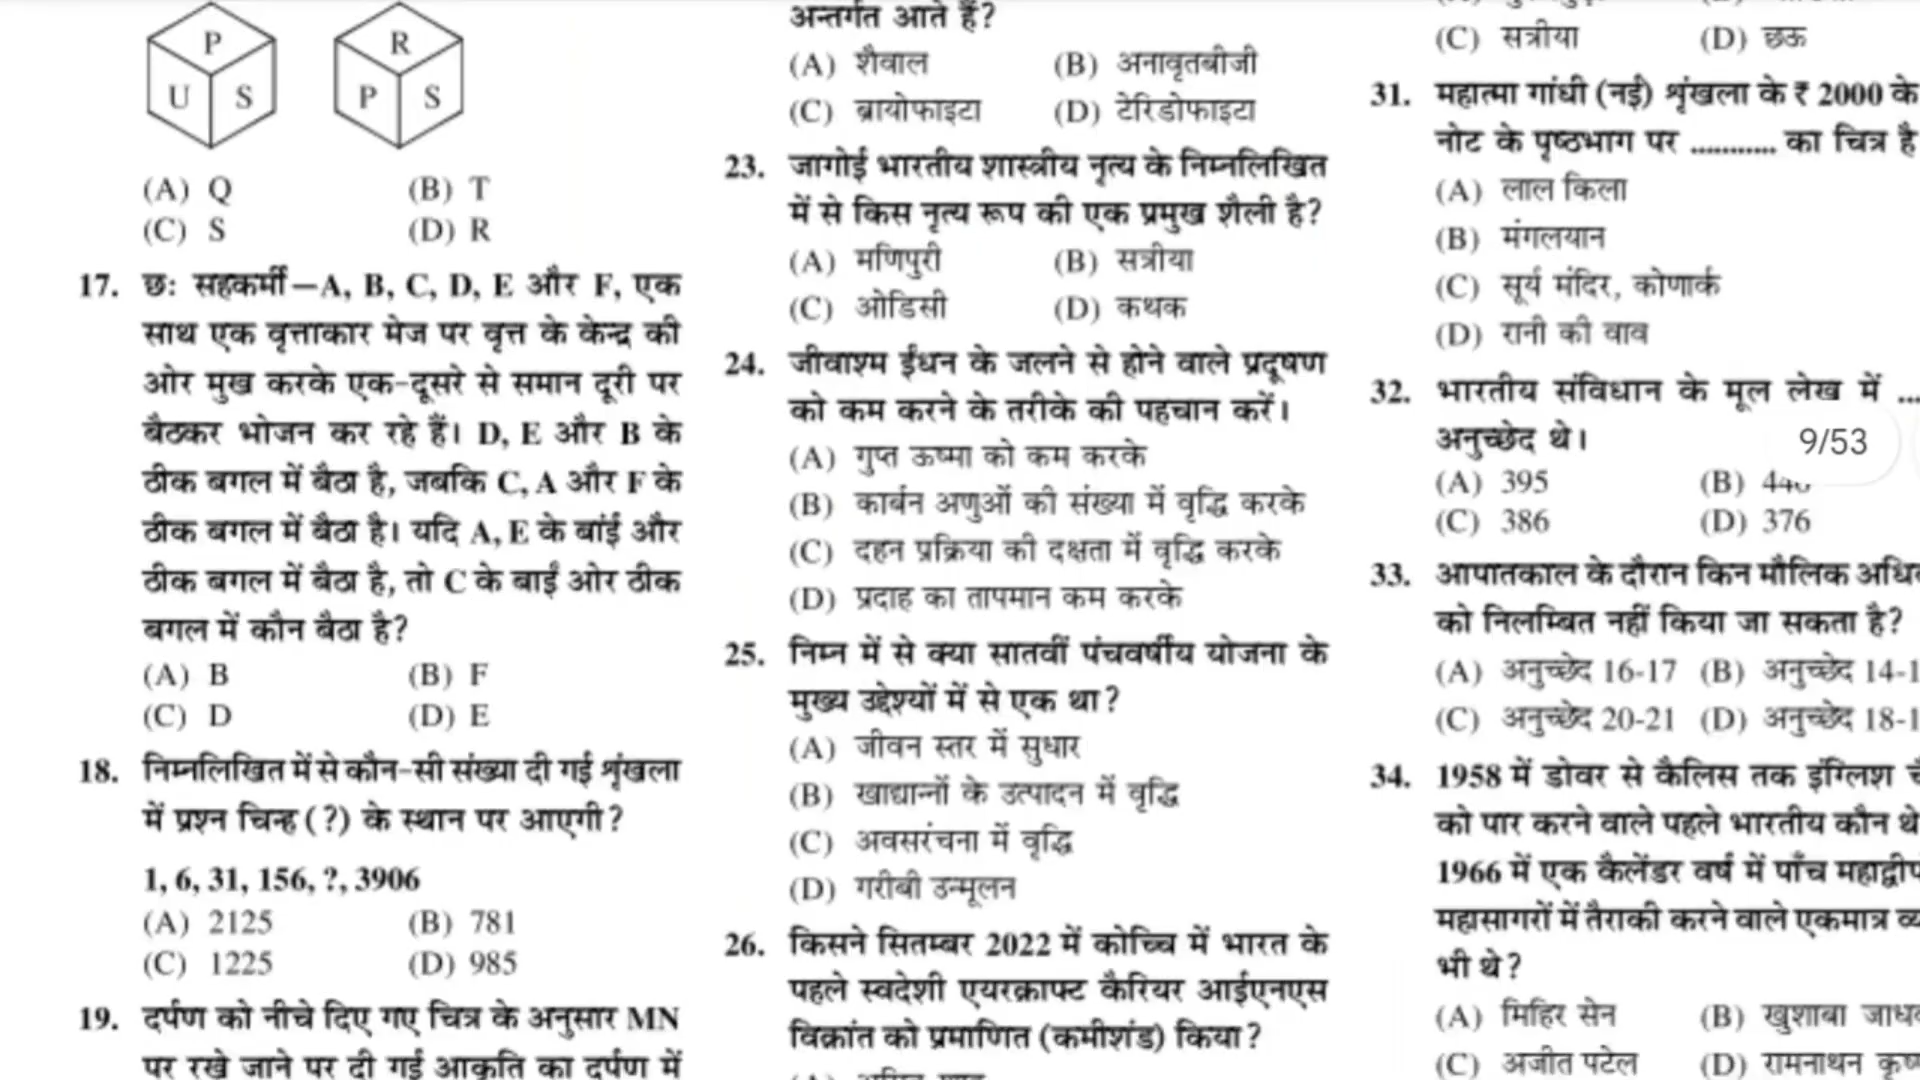 P
U S
R
P S
(A) Q (B) T
(C) S (D) R
17. छः सहकर्मी—A, B, C, D, E और F, एक
साथ एक वृत्ताकार मेज पर वृत्त के केन्द्र की
ओर मुख करके एक-दूसरे से समान दूरी पर
बैठकर भोजन कर रहे हैं। D, E और B के
ठीक बगल में बैठा है, जबकि C, A और F के
ठीक बगल में बैठा है। यदि A, E के बांई और
ठीक बगल में बैठा है, तो C के बाईं ओर ठीक
बगल में कौन बैठा है?
(A) B (B) F
(C) D (D) E
18. निम्नलिखित में से कौन-सी संख्या दी गई शृंखला
में प्रश्न चिन्ह (?) के स्थान पर आएगी?
1, 6, 31, 156, ?, 3906
(A) 2125 (B) 781
(C) 1225 (D) 985
19. दर्पण को नीचे दिए गए चित्र के अनुसार MN
पर रखे जाने पर दी गई आकृति का दर्पण में
अन्तर्गत आते हैं?
(A) शैवाल (B) अनावृतबीजी
(C) ब्रायोफाइटा (D) टेरिडोफाइटा
23. जागोई भारतीय शास्त्रीय नृत्य के निम्नलिखित
में से किस नृत्य रूप की एक प्रमुख शैली है?
(A) मणिपुरी (B) सत्रीया
(C) ओडिसी (D) कथक
24. जीवाश्म ईंधन के जलने से होने वाले प्रदूषण
को कम करने के तरीके की पहचान करें।
(A) गुप्त ऊष्मा को कम करके
(B) कार्बन अणुओं की संख्या में वृद्धि करके
(C) दहन प्रक्रिया की दक्षता में वृद्धि करके
(D) प्रदाह का तापमान कम करके
25. निम्न में से क्या सातवीं पंचवर्षीय योजना के
मुख्य उद्देश्यों में से एक था?
(A) जीवन स्तर में सुधार
(B) खाद्यान्नों के उत्पादन में वृद्धि
(C) अवसरंचना में वृद्धि
(D) गरीबी उन्मूलन
26. किसने सितम्बर 2022 में कोच्चि में भारत के
पहले स्वदेशी एयरक्राफ्ट कैरियर आईएनएस
विक्रांत को प्रमाणित (कमीशंड) किया?
(C) सत्रीया (D) छऊ
31. महात्मा गांधी (नई) शृंखला के ₹ 2000 के
नोट के पृष्ठभाग पर ............ का चित्र है
(A) लाल किला
(B) मंगलयान
(C) सूर्य मंदिर, कोणार्क
(D) रानी की वाव
32. भारतीय संविधान के मूल लेख में ...
अनुच्छेद थे।
9/53
(A) 395 (B)
(C) 386 (D) 376
33. आपातकाल के दौरान किन मौलिक
को निलम्बित नहीं किया जा सकता है?
(A) अनुच्छेद 16-17 (B) अनुच्छेद 14-1
(C) अनुच्छेद 20-21 (D) अनुच्छेद 18-1
34. 1958 में डोवर से कैलिस तक इंग्लिश
को पार करने वाले पहले भारतीय कौन थे
1966 में एक कैलेंडर वर्ष में पाँच
महासागरों में तैराकी करने वाले एकमात्र
भी थे?
(A) मिहिर सेन (B) खुशाबा
(C) अजीत पटेल (D) रामनाथन